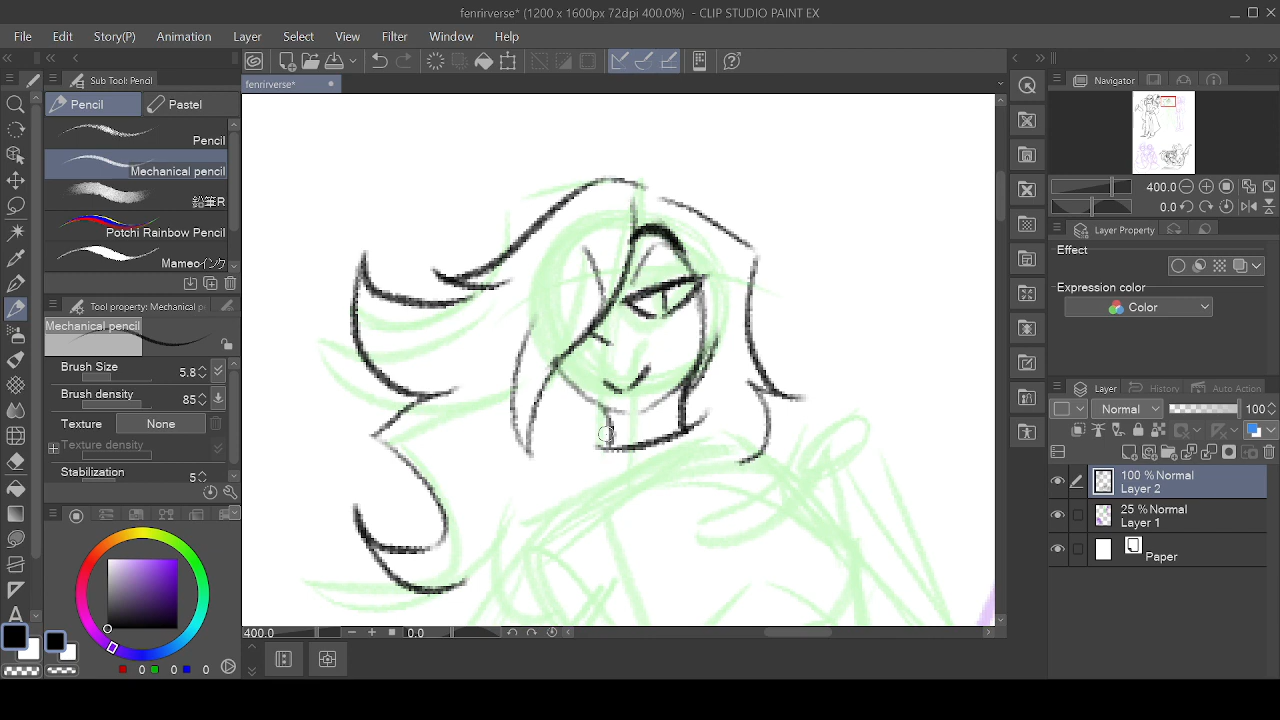 fenrirverse* (1200 x 1600px 72dpi 400.0%) - CLIP STUDIO PAINT EX
File Edit Story(P) Animation Layer Select View Filter Window Help
Sub Tool: Pencil
fenrirverse*
Navigator
Pencil Pastel
Pencil
Mechanical pencil
Potchi Rainbow Pencil
400.0
0.0
Layer Property
Effect
Expression color
Color
Tool property: Mechanical p
Mechanical pencil
Brush Size 5.8
Brush density 85
Texture None
Texture density
Stabilization 5
Layer History Auto Action
Normal 100
100 % Normal
Layer 2
25 % Normal
Layer 1
Paper
400.0 0.0
0 0 0